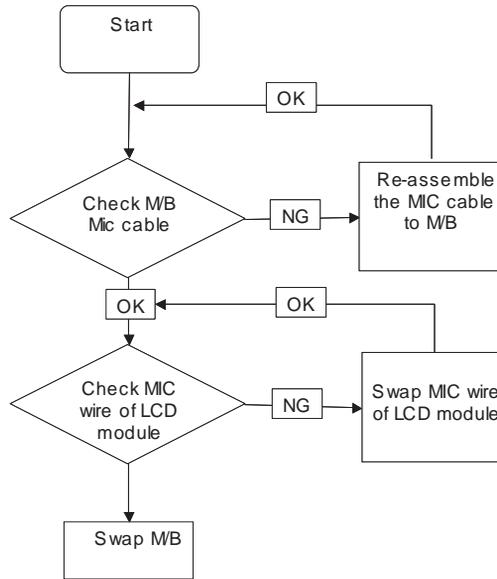 Start
OK
Check M/B
Mic cable
NG
Re-assemble
the MIC cable
to M/B
OK
OK
Check MIC
wire of LCD
module
NG
Swap MIC wire
of LCD module
Swap M/B